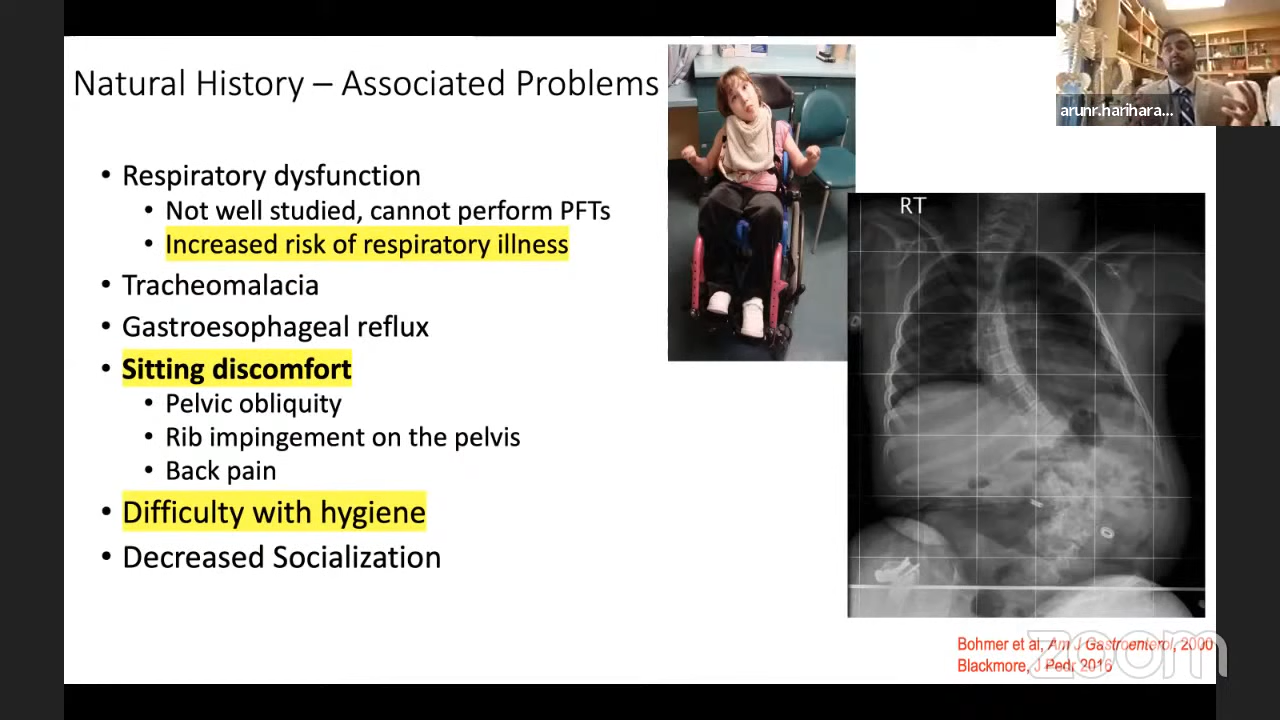 Natural History – Associated Problems
arunr.harihara...
• Respiratory dysfunction
• Not well studied, cannot perform PFTs
• Increased risk of respiratory illness
• Tracheomalacia
• Gastroesophageal reflux
• Sitting discomfort
• Pelvic obliquity
• Rib impingement on the pelvis
• Back pain
• Difficulty with hygiene
• Decreased Socialization
RT
Bohmer et al, Am J Gastroenterol, 2000
Blackmore, J Pedr 2016
zoom